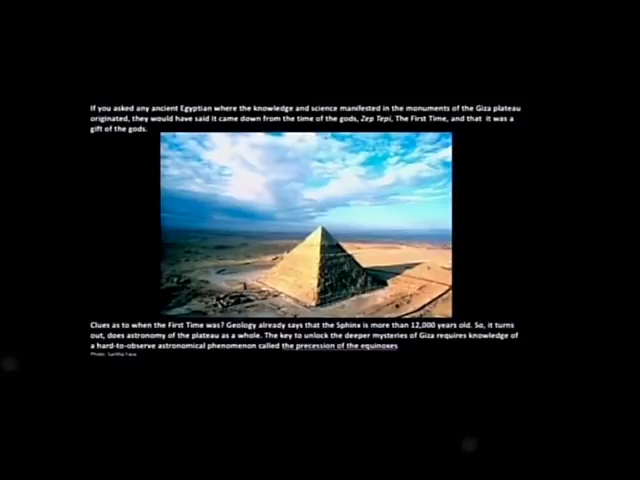 If you asked any ancient Egyptian where the knowledge and science manifested in the monuments of the Giza plateau
originated, they would have said it came down from the time of the gods, Zep Tepi, The First Time, and that it was a
gift of the gods.
Clues as to when the First Time was? Geology already says that the Sphinx is more than 12,000 years old. So, it turns
out, does astronomy of the plateau as a whole. The key to unlock the deeper mysteries of Giza requires knowledge of
a hard-to-observe astronomical phenomenon called the precession of the equinoxes
Photo: Santha Faiia